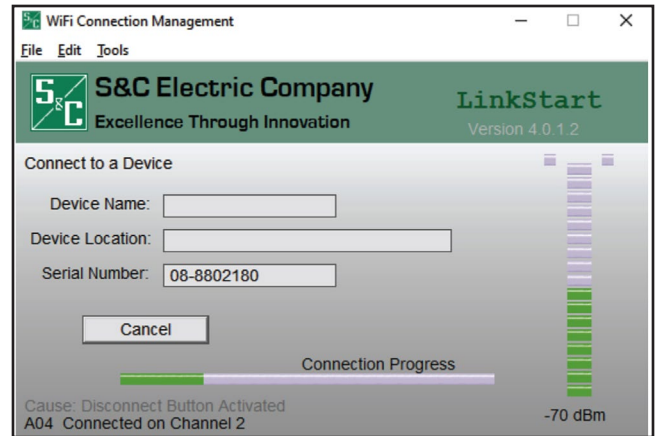 WiFi Connection Management
File Edit Tools
S&C
S&C Electric Company
Excellence Through Innovation
LinkStart
Version 4.0.1.2
Connect to a Device
Device Name:
Device Location:
Serial Number: 08-8802180
Cancel
Connection Progress
Cause: Disconnect Button Activated
A04 Connected on Channel 2
-70 dBm